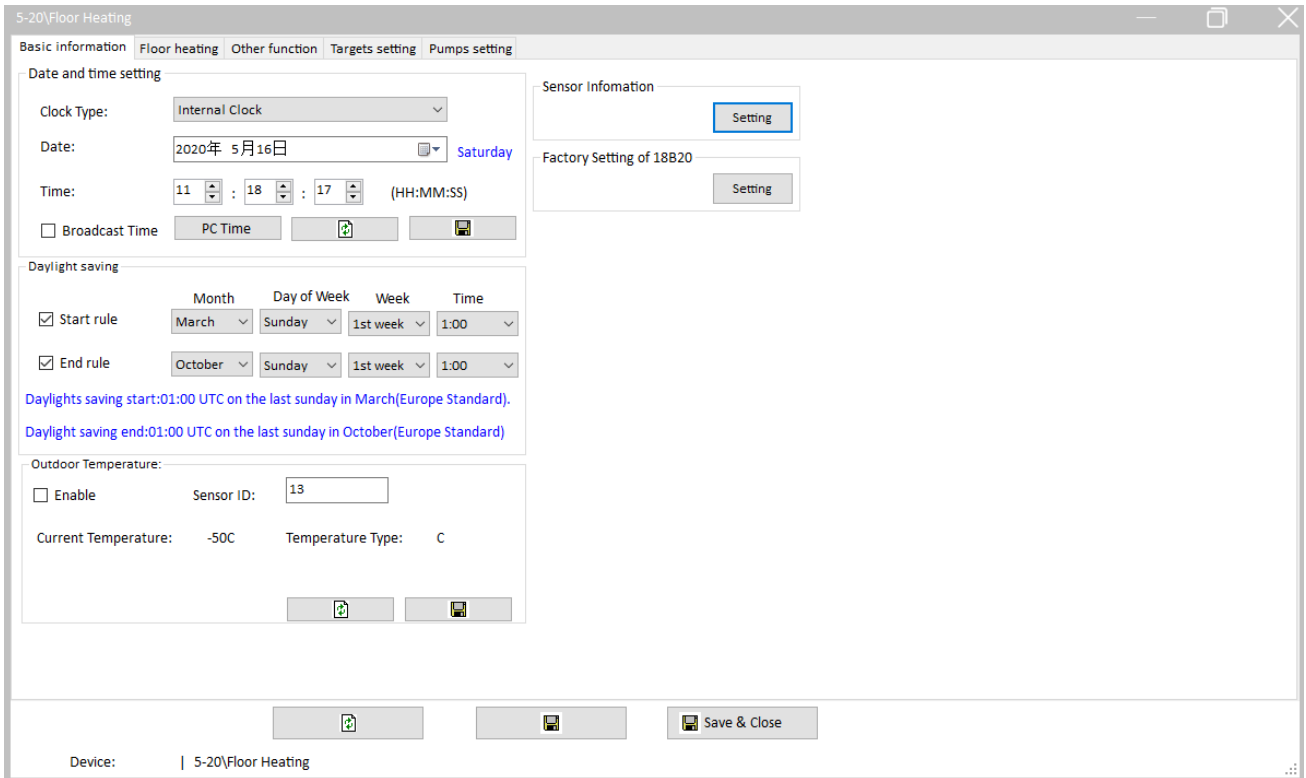 5-20\Floor Heating
Basic information Floor heating Other function Targets setting Pumps setting
Date and time setting
Clock Type: Internal Clock
Date: 2020年 5月16日 Saturday
Time: 11 : 18 : 17 (HH:MM:SS)
Broadcast Time PC Time
Sensor Infomation
Setting
Factory Setting of 18B20
Setting
Daylight saving
Month Day of Week Week Time
Start rule March Sunday 1st week 1:00
End rule October Sunday 1st week 1:00
Daylights saving start:01:00 UTC on the last sunday in March(Europe Standard).
Daylight saving end:01:00 UTC on the last sunday in October(Europe Standard)
Outdoor Temperature:
Enable Sensor ID: 13
Current Temperature: -50C Temperature Type: C
Save & Close
Device: | 5-20\Floor Heating